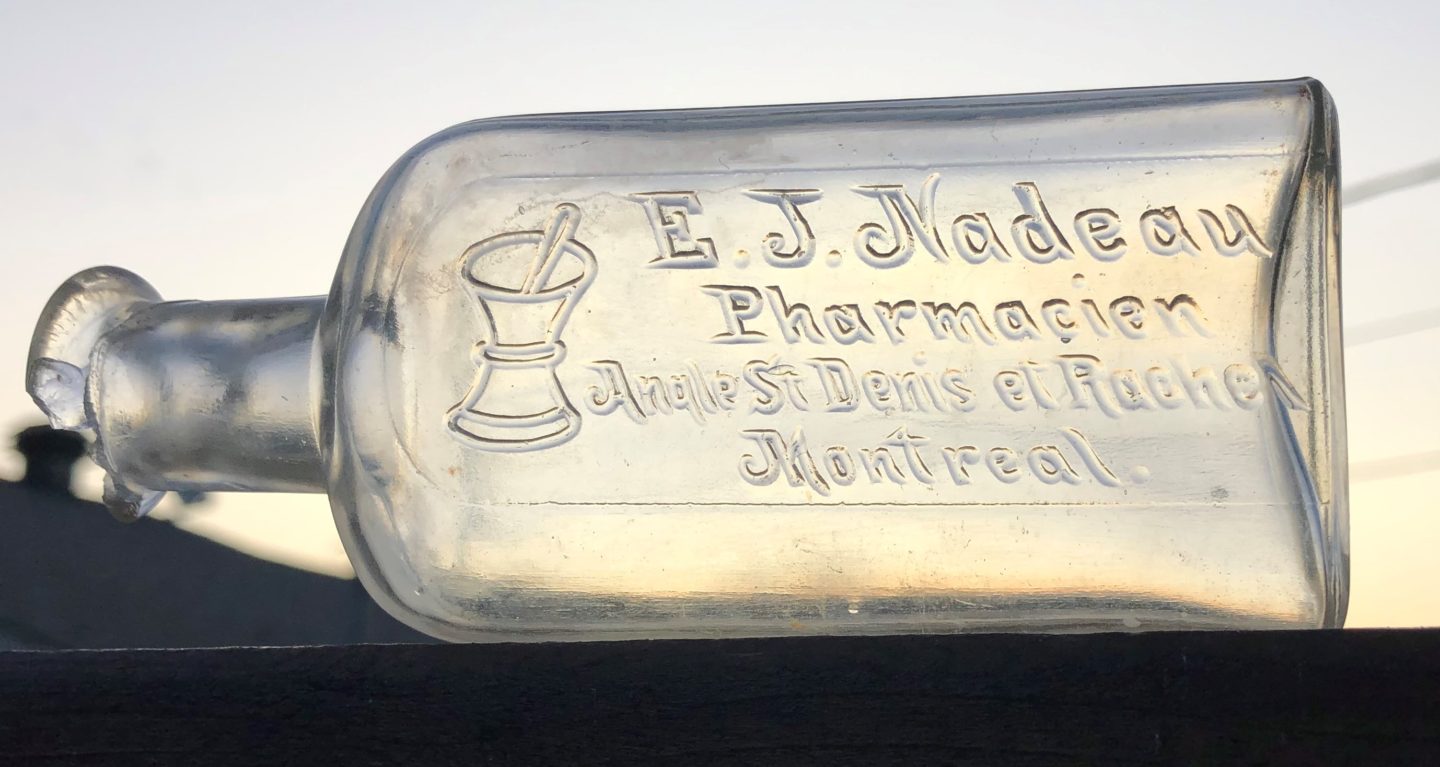 E.J. Nadeau
Pharmacien
Angle St Denis et Rachel
Montreal.